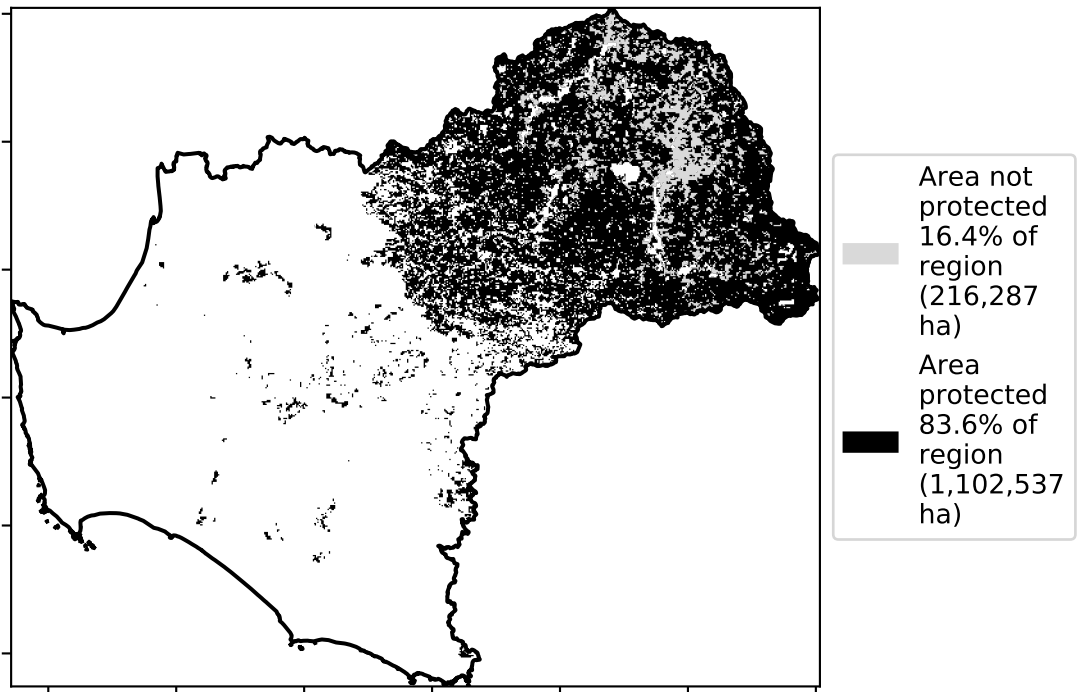 Area not
protected
16.4% of
region
(216,287
ha)
Area
protected
83.6% of
region
(1,102,537
ha)